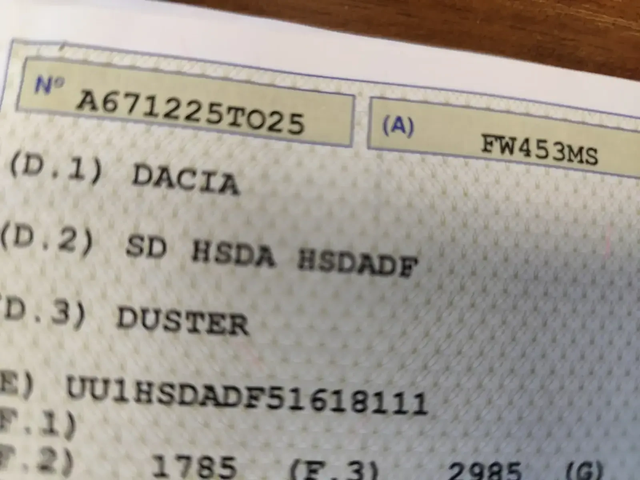 N° A671225TO25 (A) FW453MS
(D.1) DACIA
(D.2) SD HSDA HSDADF
D.3) DUSTER
E) UU1HSDADF51618111
F.1)
F.2) 1785 (F.3) 2985 (G)